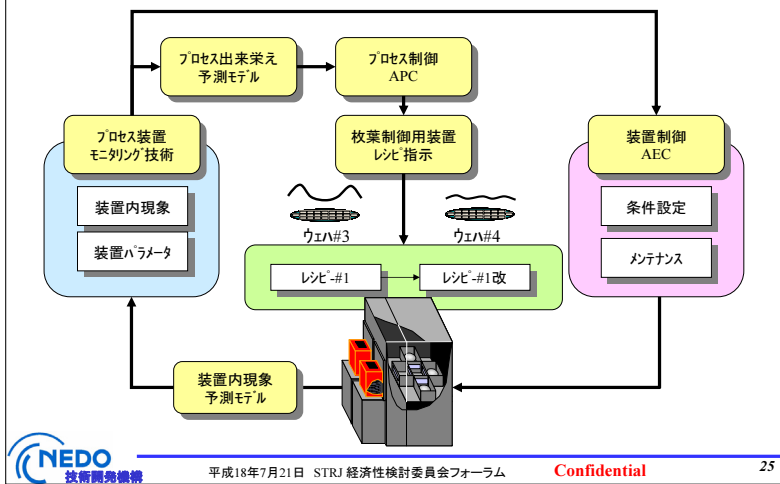 ﾌﾟﾛｾｽ出来栄え
予測ﾓﾃﾞﾙ
ﾌﾟﾛｾｽ制御
APC
ﾌﾟﾛｾｽ装置
ﾓﾆﾀﾘﾝｸﾞ技術
枚葉制御用装置
ﾚｼﾋﾟ指示
装置制御
AEC
装置内現象
装置ﾊﾟﾗﾒｰﾀ
ウェハ#3
ウェハ#4
条件設定
ﾒﾝﾃﾅﾝｽ
ﾚｼﾋﾟ-#1
ﾚｼﾋﾟ-#1改
装置内現象
予測ﾓﾃﾞﾙ
NEDO
技術開発機構
平成18年7月21日 STRJ 経済性検討委員会フォーラム
Confidential
25